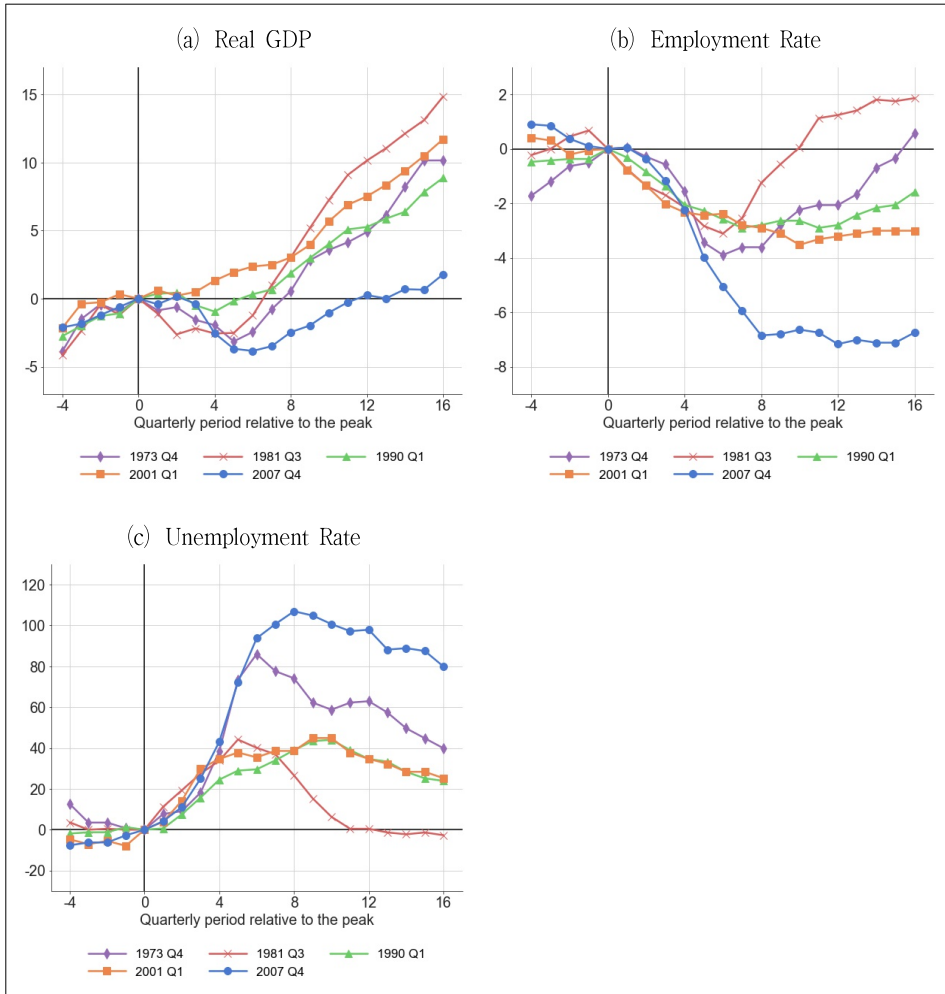 (a) Real GDP
15
10
5
0
-5
-4 0 4 8 12 16
Quarterly period relative to the peak
1973 Q4 1981 Q3 1990 Q1
2001 Q1 2007 Q4
(b) Employment Rate
2
0
-2
-4
-6
-8
-4 0 4 8 12 16
Quarterly period relative to the peak
1973 Q4 1981 Q3 1990 Q1
2001 Q1 2007 Q4
(c) Unemployment Rate
120
100
80
60
40
20
0
-20
-4 0 4 8 12 16
Quarterly period relative to the peak
1973 Q4 1981 Q3 1990 Q1
2001 Q1 2007 Q4